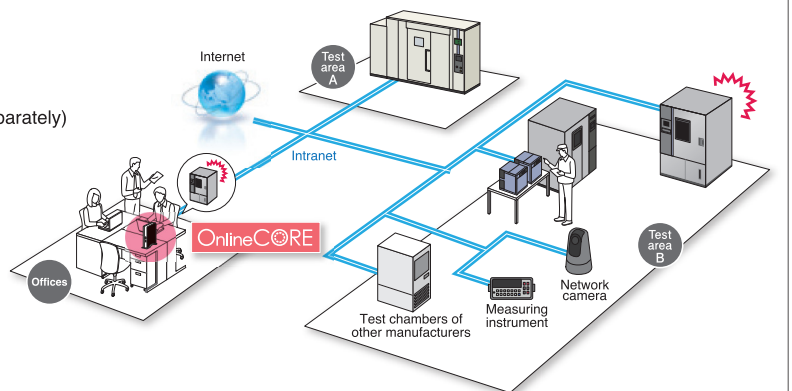 Internet
Test
area
A
parately)
Intranet
OnlineCORE
Offices
Test
area
B
Network
camera
Measuring
instrument
Test chambers of
other manufacturers